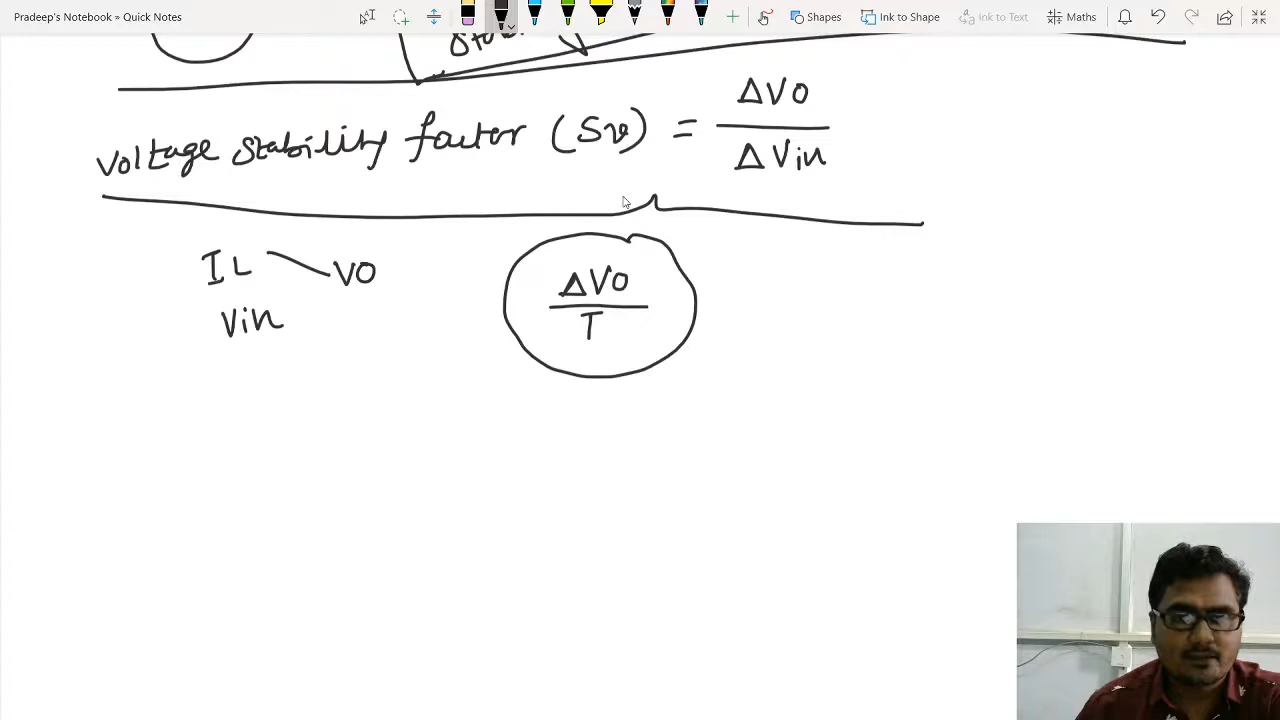 Pradeep's Notebook » Quick Notes
Shapes
Ink to Shape
Ink to Text
Maths
Voltage Stability factor (Sv) = ΔVo / ΔVin
IL
Vo
Vin
ΔVo / T